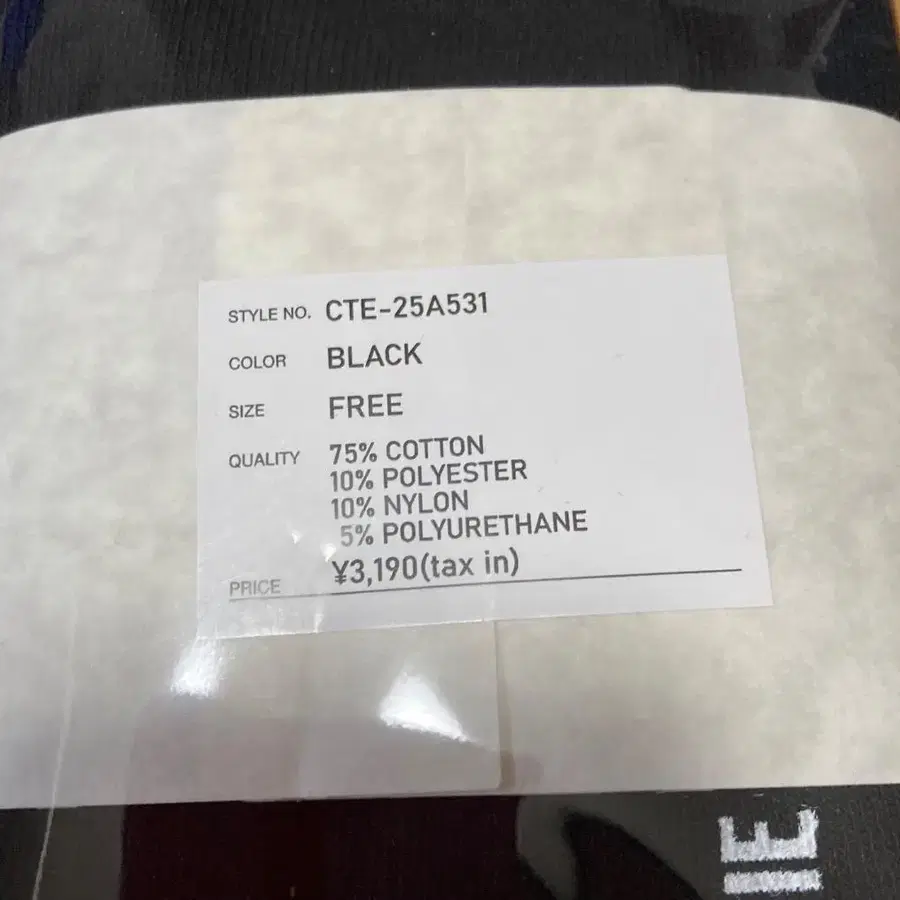 STYLE NO. CTE-25A531
COLOR BLACK
SIZE FREE
QUALITY 75% COTTON
10% POLYESTER
10% NYLON
5% POLYURETHANE
PRICE ¥3,190(tax in)
IE